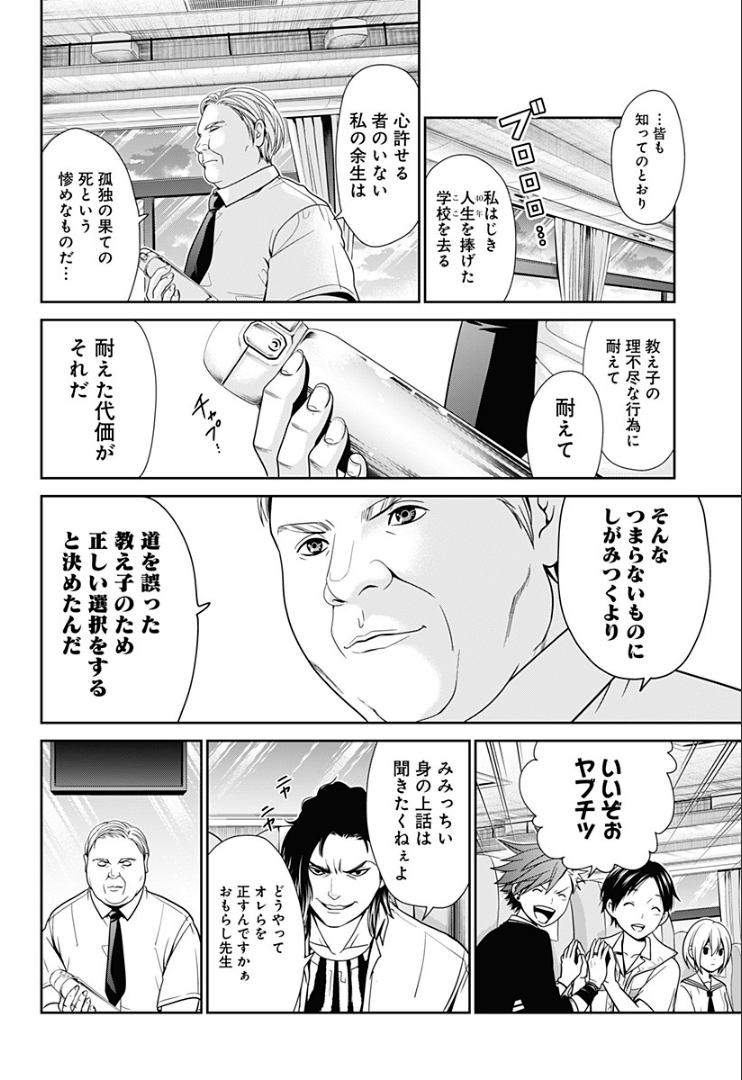 …皆も
知ってのとおり
ブロロロロ…
私はじき
人生を捧げた
40年
学校を去る
ここ
心許せる
者のいない
私の余生は
孤独の果ての
死という
惨めなものだ…
教え子の
理不尽な行為に
耐えて
耐えて
チャプ…
耐えた代価が
それだ
そんな
つまらないものに
しがみつくより
道を誤った
教え子のため
正しい選択をする
と決めたんだ
いいぞぉ
ヤブチッ
みみっちい
身の上話は
聞きたくねぇよ
ニヤ
ニヤ
どうやって
オレらを
正すんですかぁ
おもらし先生